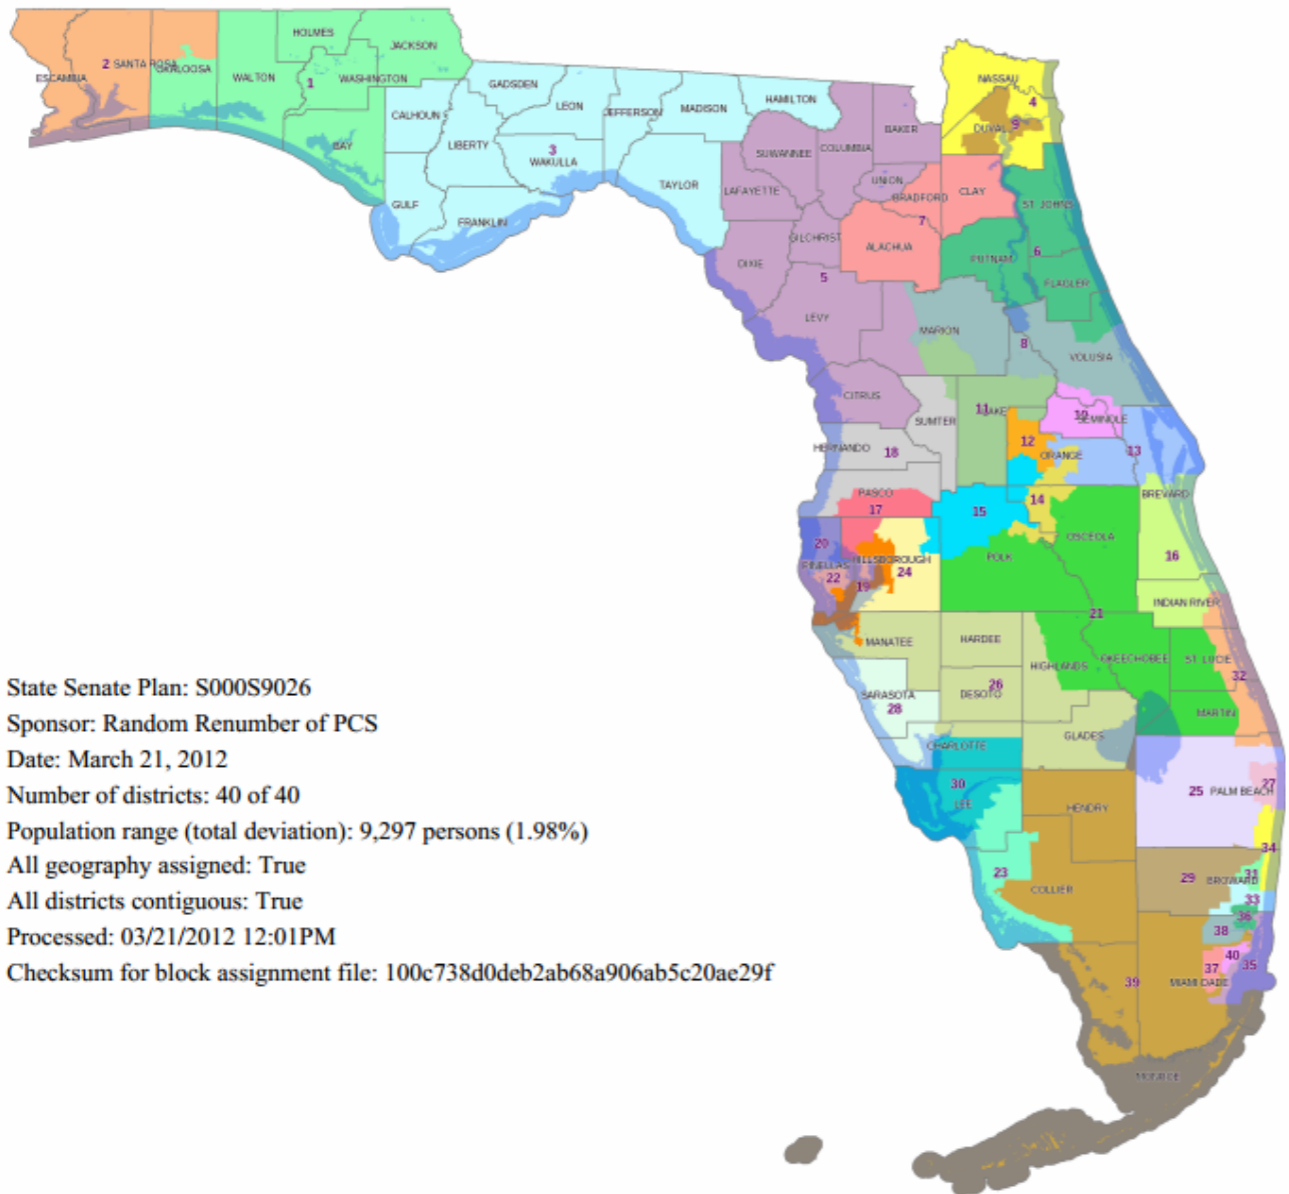 HOLMES
JACKSON
2 SANTA ROSA
ESCAMBIA
OKALOOSA
WALTON
1
WASHINGTON
GADSDEN
CALHOUN
LEON
JEFFERSON
MADISON
HAMILTON
NASSAU
4
DUVAL
9
BAKER
BAY
LIBERTY
3
WAKULLA
SUWANNEE
COLUMBIA
TAYLOR
LAFAYETTE
UNION
BRADFORD
CLAY
GULF
FRANKLIN
ST. JOHNS
7
GILCHRIST
ALACHUA
DIXIE
PUTNAM
6
5
FLAGLER
LEVY
MARION
8
VOLUSIA
CITRUS
11
LAKE
10
SEMINOLE
SUMTER
HERNANDO
18
12
ORANGE
13
PASCO
17
14
BREVARD
15
20
OSCEOLA
PINELLAS
HILLSBOROUGH
POLK
16
22
19
24
INDIAN RIVER
21
MANATEE
HARDEE
HIGHLANDS
OKEECHOBEE
ST. LUCIE
32
26
SARASOTA
DESOTO
28
MARTIN
GLADES
CHARLOTTE
30
LEE
HENDRY
25 PALM BEACH
27
34
23
COLLIER
29
BROWARD
31
33
36
38
40
35
37
39
MIAMI DADE
MONROE
State Senate Plan: S000S9026
Sponsor: Random Renumber of PCS
Date: March 21, 2012
Number of districts: 40 of 40
Population range (total deviation): 9,297 persons (1.98%)
All geography assigned: True
All districts contiguous: True
Processed: 03/21/2012 12:01PM
Checksum for block assignment file: 100c738d0deb2ab68a906ab5c20ae29f